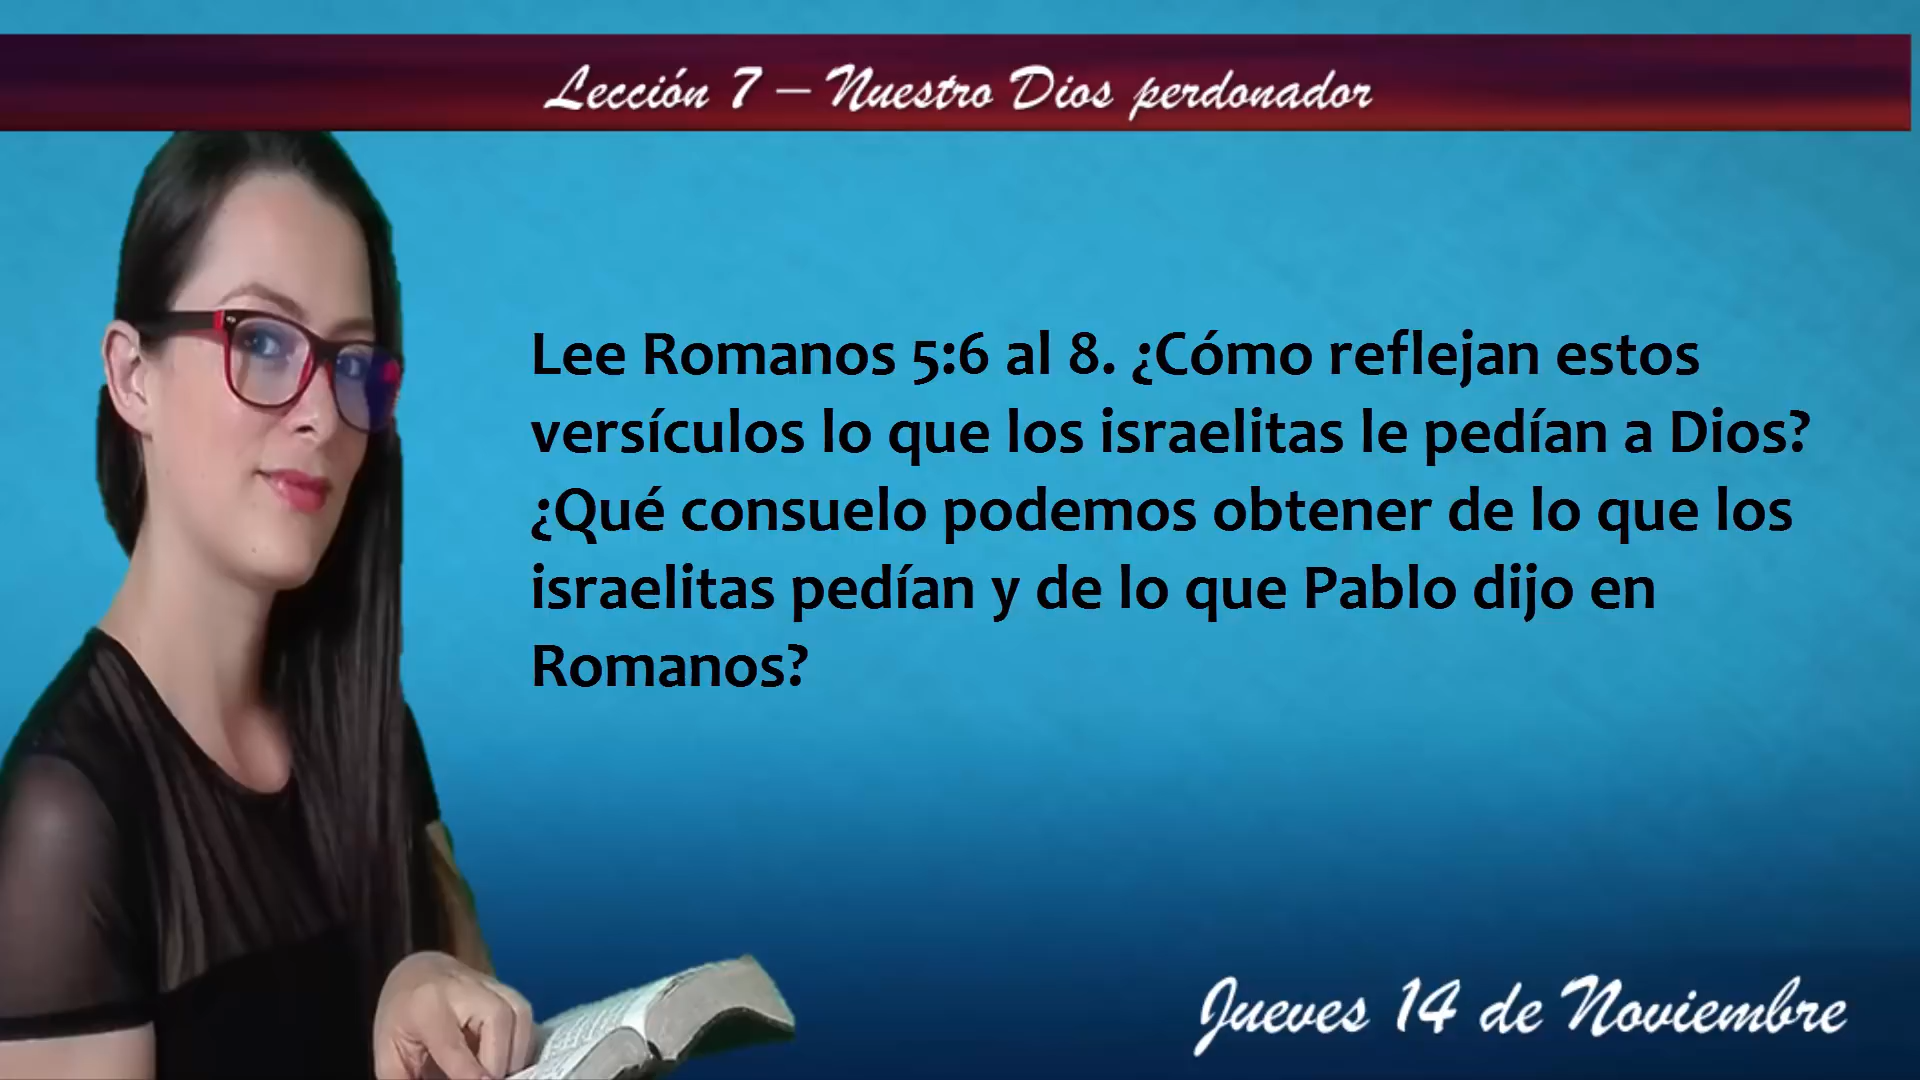 Lección 7 – Nuestro Dios perdonador
Lee Romanos 5:6 al 8. ¿Cómo reflejan estos
versículos lo que los israelitas le pedían a Dios?
¿Qué consuelo podemos obtener de lo que los
israelitas pedían y de lo que Pablo dijo en
Romanos?
Jueves 14 de Noviembre